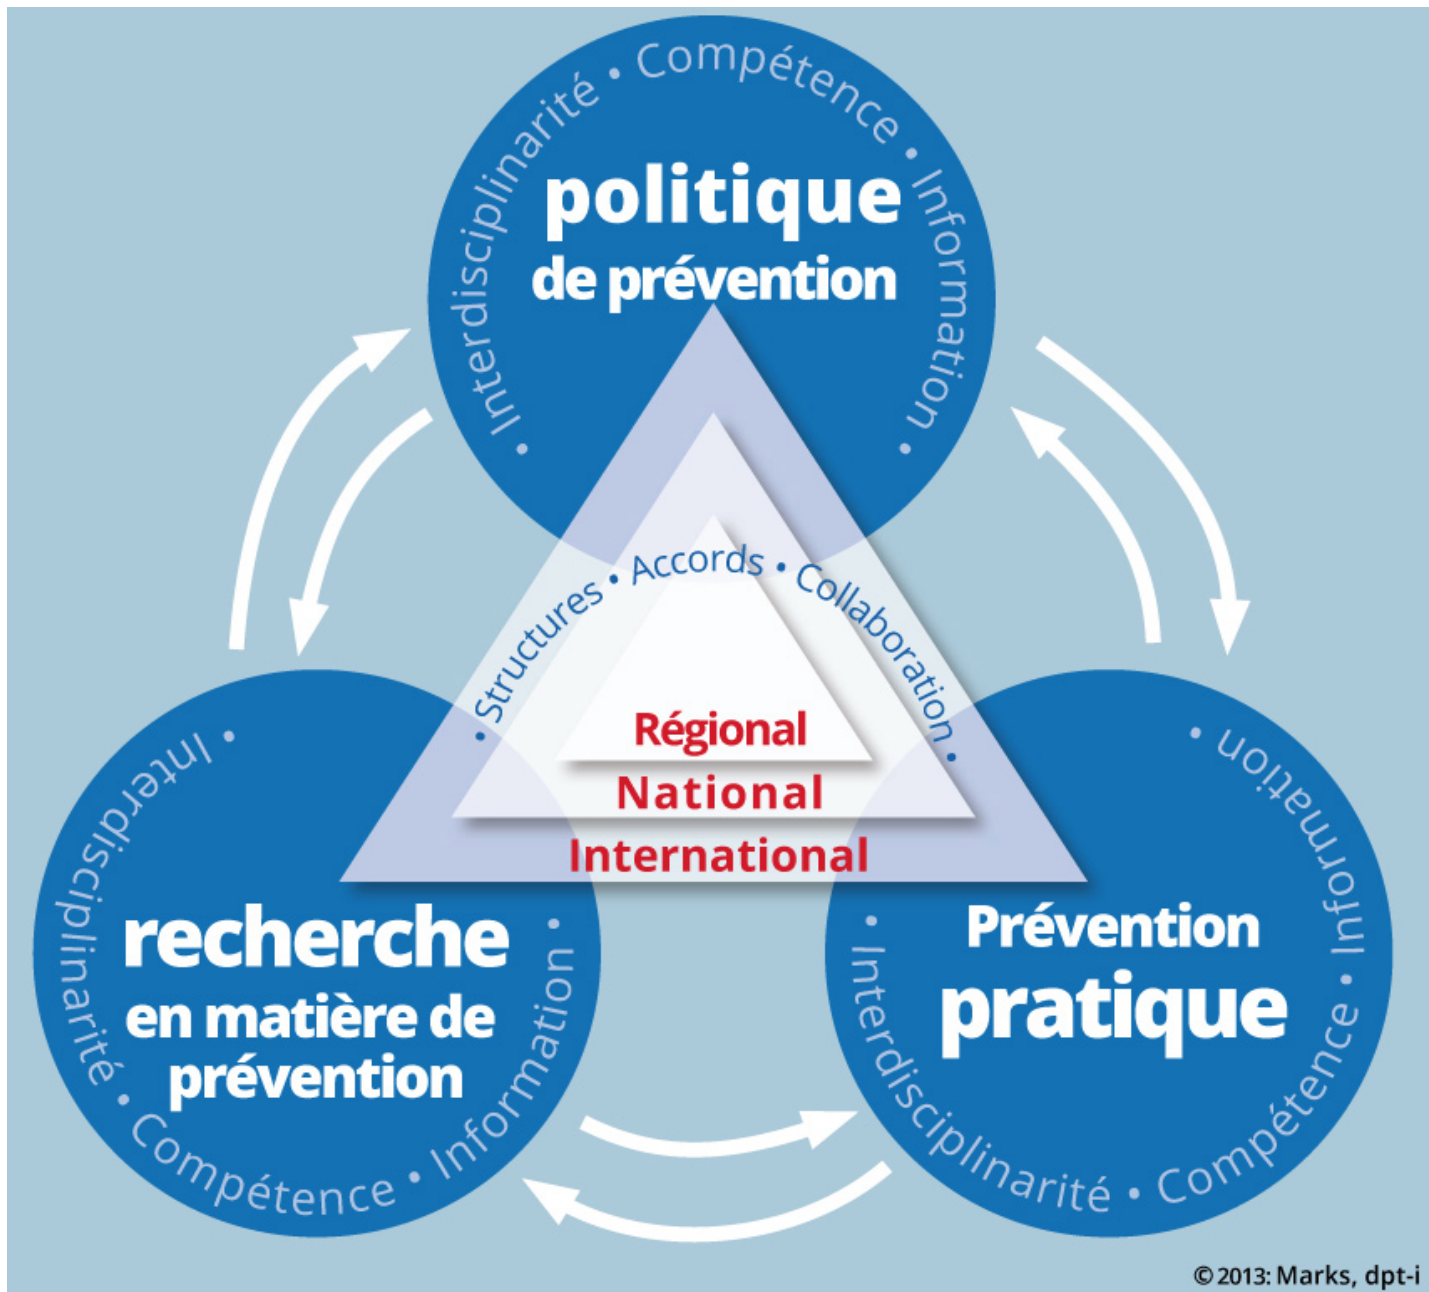 • Interdisciplinarité • Compétence • Information •
politique
de prévention
• Structures • Accords • Collaboration •
Régional
National
International
• Interdisciplinarité • Compétence • Information •
recherche
en matière de
prévention
• Interdisciplinarité • Compétence • Information •
Prévention
pratique
© 2013: Marks, dpt-i